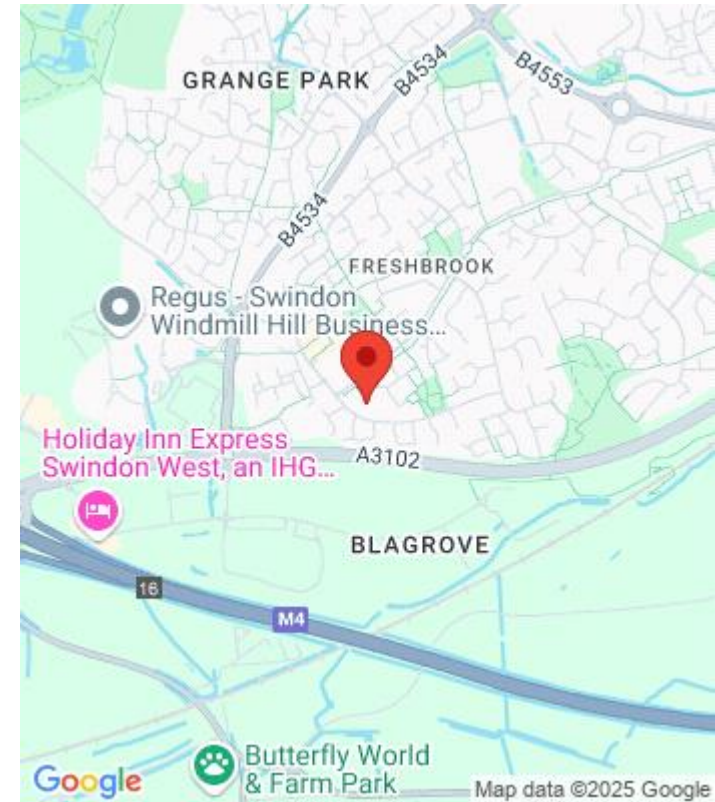 GRANGE PARK
B4534
B4553
B4534
FRESHBROOK
Regus - Swindon
Windmill Hill Business...
Holiday Inn Express
Swindon West, an IHG...
A3102
BLAGROVE
16
M4
Butterfly World
& Farm Park
Google
Map data ©2025 Google